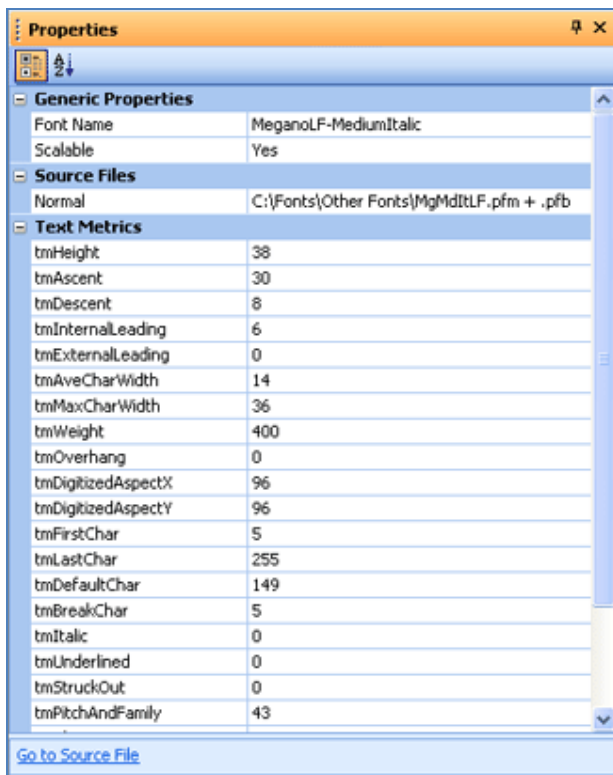 Properties
Generic Properties
Font Name MeganoLF-MediumItalic
Scalable Yes
Source Files
Normal C:\Fonts\Other Fonts\MgMdItLF.pfm + .pfb
Text Metrics
tmHeight 38
tmAscent 30
tmDescent 8
tmInternalLeading 6
tmExternalLeading 0
tmAveCharWidth 14
tmMaxCharWidth 36
tmWeight 400
tmOverhang 0
tmDigitizedAspectX 96
tmDigitizedAspectY 96
tmFirstChar 5
tmLastChar 255
tmDefaultChar 149
tmBreakChar 5
tmItalic 0
tmUnderlined 0
tmStruckOut 0
tmPitchAndFamily 43
Go to Source File